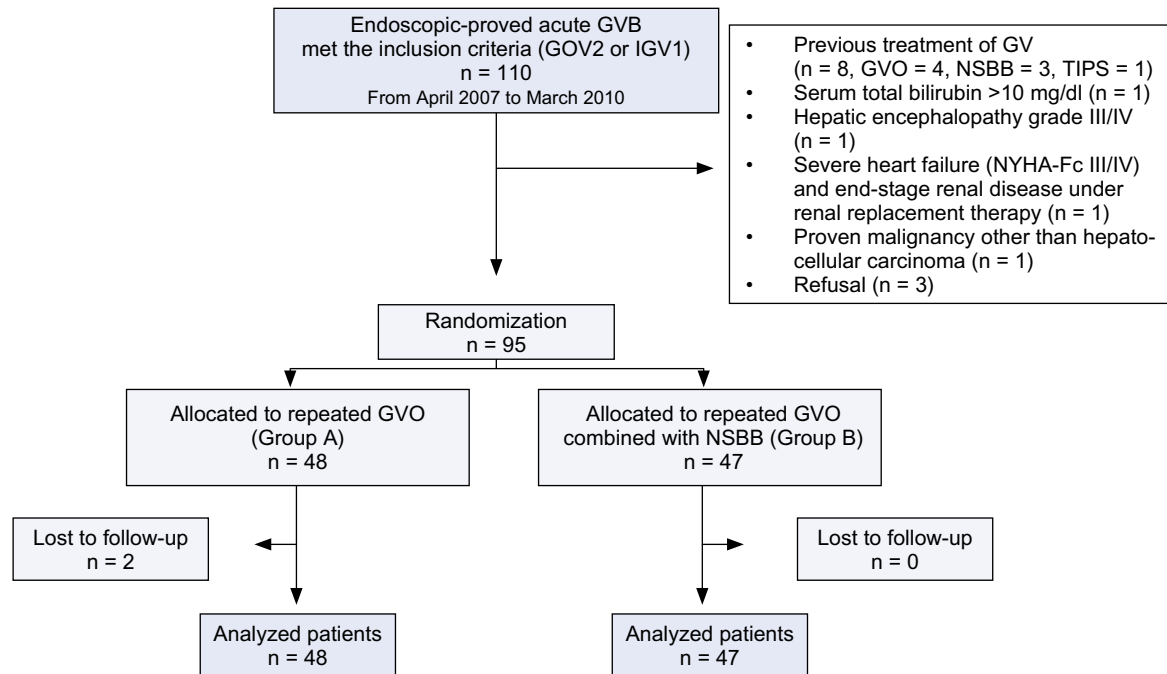 Endoscopic-proved acute GVB
met the inclusion criteria (GOV2 or IGV1)
n = 110
From April 2007 to March 2010
• Previous treatment of GV
(n = 8, GVO = 4, NSBB = 3, TIPS = 1)
• Serum total bilirubin >10 mg/dl (n = 1)
• Hepatic encephalopathy grade III/IV
(n = 1)
• Severe heart failure (NYHA-Fc III/IV)
and end-stage renal disease under
renal replacement therapy (n = 1)
• Proven malignancy other than hepato-
cellular carcinoma (n = 1)
• Refusal (n = 3)
Randomization
n = 95
Allocated to repeated GVO
(Group A)
n = 48
Allocated to repeated GVO
combined with NSBB (Group B)
n = 47
Lost to follow-up
n = 2
Lost to follow-up
n = 0
Analyzed patients
n = 48
Analyzed patients
n = 47